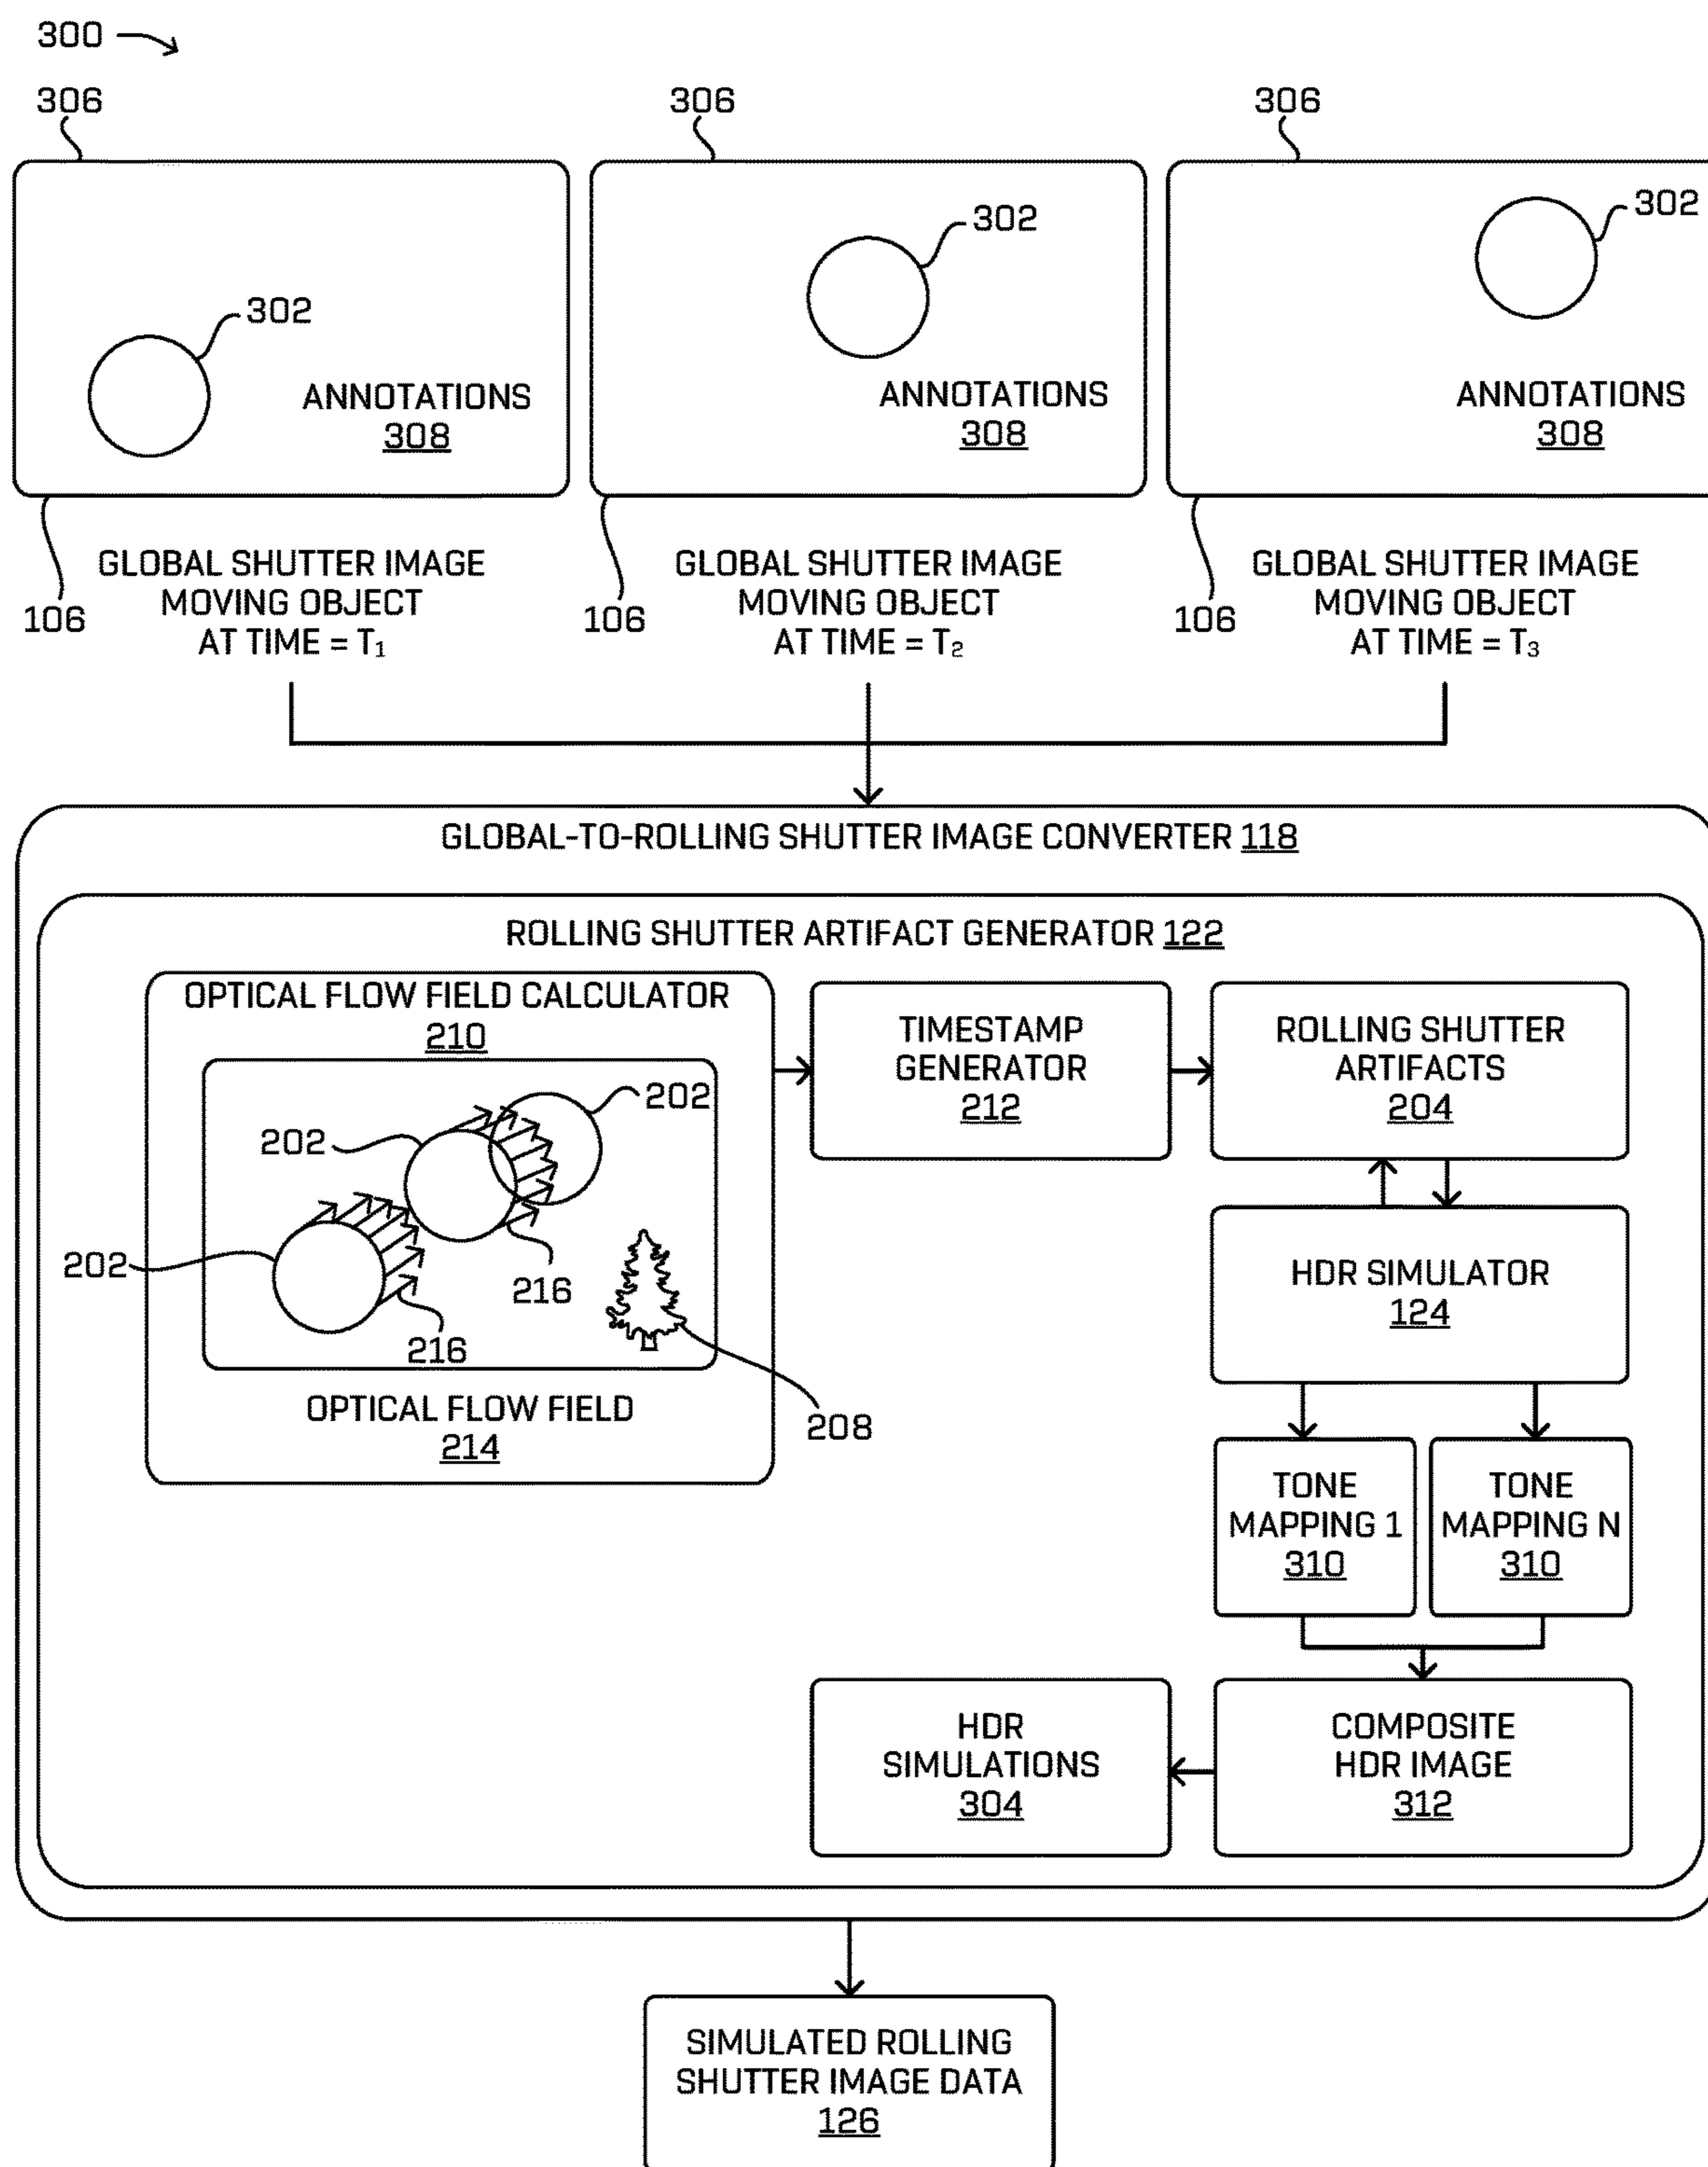 300
306
306
306
302
302
302
ANNOTATIONS
308
ANNOTATIONS
308
ANNOTATIONS
308
106
GLOBAL SHUTTER IMAGE
MOVING OBJECT
AT TIME = T₁
106
GLOBAL SHUTTER IMAGE
MOVING OBJECT
AT TIME = T₂
106
GLOBAL SHUTTER IMAGE
MOVING OBJECT
AT TIME = T₃
GLOBAL-TO-ROLLING SHUTTER IMAGE CONVERTER 118
ROLLING SHUTTER ARTIFACT GENERATOR 122
OPTICAL FLOW FIELD CALCULATOR
210
202
202
202
216
216
208
OPTICAL FLOW FIELD
214
TIMESTAMP
GENERATOR
212
ROLLING SHUTTER
ARTIFACTS
204
HDR SIMULATOR
124
TONE
MAPPING 1
310
TONE
MAPPING N
310
HDR
SIMULATIONS
304
COMPOSITE
HDR IMAGE
312
SIMULATED ROLLING
SHUTTER IMAGE DATA
126